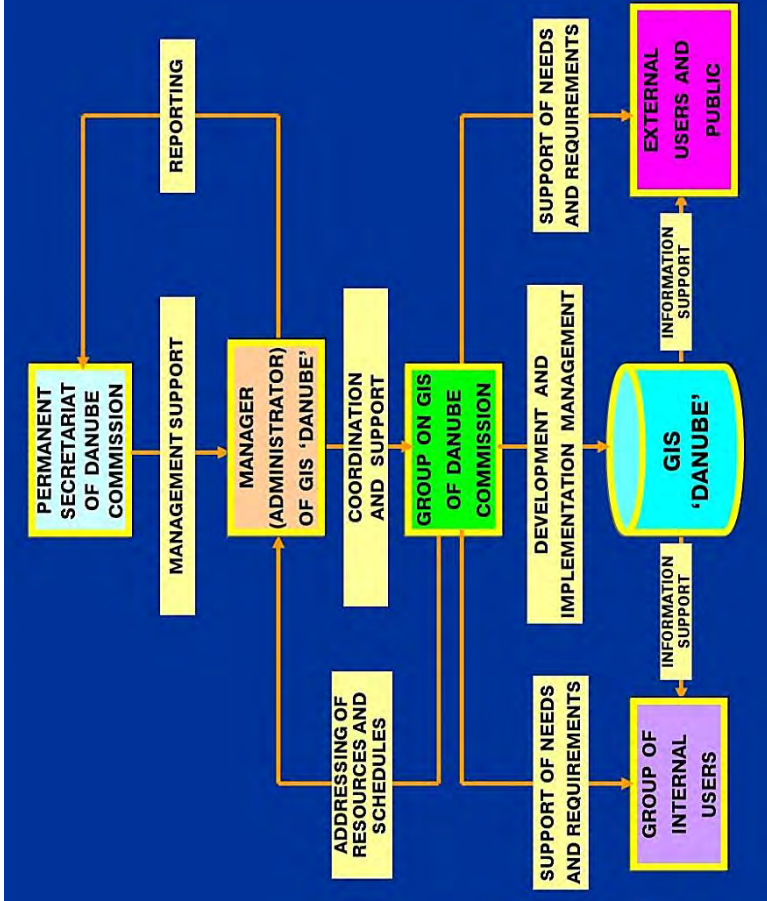 PERMANENT
SECRETARIAT
OF DANUBE
COMMISSION
REPORTING
MANAGEMENT SUPPORT
MANAGER
(ADMINISTRATOR)
OF GIS ‘DANUBE’
ADDRESSING OF
RESOURCES AND
SCHEDULES
COORDINATION
AND SUPPORT
GROUP ON GIS
OF DANUBE
COMMISSION
SUPPORT OF NEEDS
AND REQUIREMENTS
DEVELOPMENT AND
IMPLEMENTATION MANAGEMENT
SUPPORT OF NEEDS
AND REQUIREMENTS
GROUP OF
INTERNAL
USERS
INFORMATION
SUPPORT
GIS
‘DANUBE’
INFORMATION
SUPPORT
EXTERNAL
USERS AND
PUBLIC